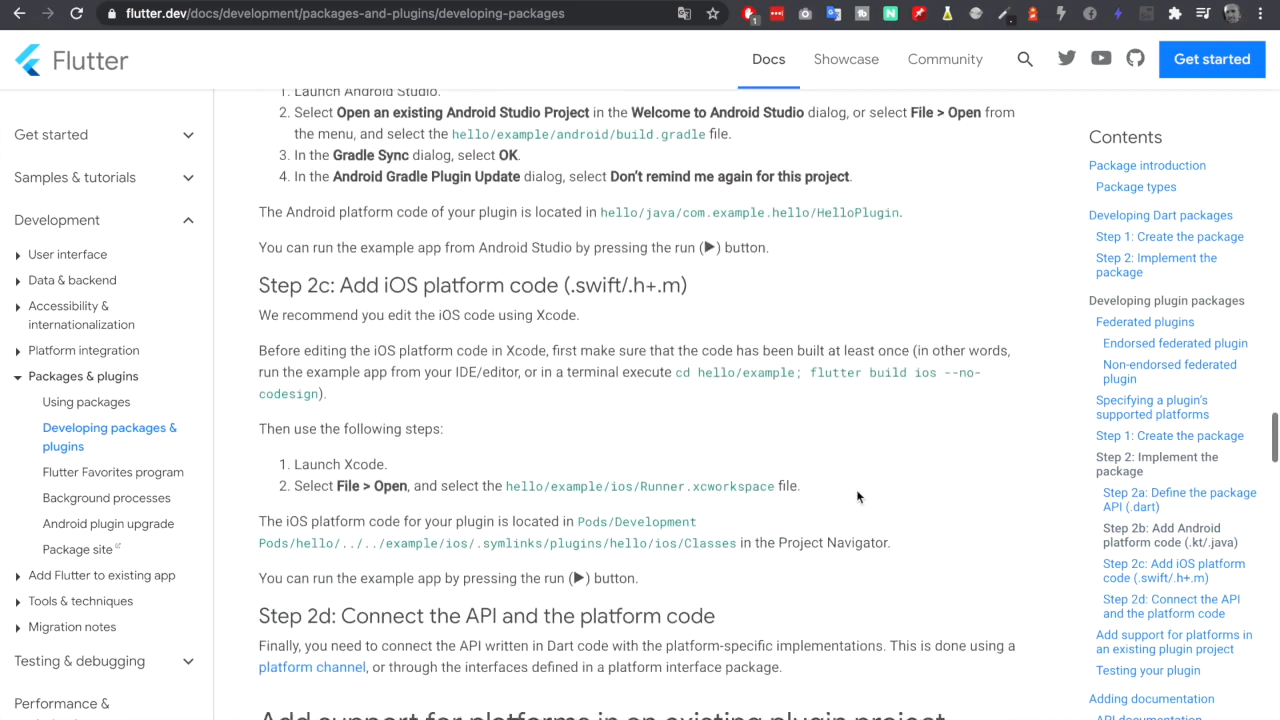 flutter.dev/docs/development/packages-and-plugins/developing-packages
Flutter
Docs
Showcase
Community
Get started
Get started
Samples & tutorials
Development
User interface
Data & backend
Accessibility &
internationalization
Platform integration
Packages & plugins
Using packages
Developing packages &
plugins
Flutter Favorites program
Background processes
Android plugin upgrade
Package site
Add Flutter to existing app
Tools & techniques
Migration notes
Testing & debugging
Performance &
1. Launch Android Studio.
2. Select Open an existing Android Studio Project in the Welcome to Android Studio dialog, or select File > Open from
the menu, and select the hello/example/android/build.gradle file.
3. In the Gradle Sync dialog, select OK.
4. In the Android Gradle Plugin Update dialog, select Don't remind me again for this project.
The Android platform code of your plugin is located in hello/java/com.example.hello/HelloPlugin.
You can run the example app from Android Studio by pressing the run (▶) button.
Step 2c: Add iOS platform code (.swift/.h+.m)
We recommend you edit the iOS code using Xcode.
Before editing the iOS platform code in Xcode, first make sure that the code has been built at least once (in other words,
run the example app from your IDE/editor, or in a terminal execute cd hello/example; flutter build ios --no-
codesign).
Then use the following steps:
1. Launch Xcode.
2. Select File > Open, and select the hello/example/ios/Runner.xcworkspace file.
The iOS platform code for your plugin is located in Pods/Development
Pods/hello/../../example/ios/.symlinks/plugins/hello/ios/Classes in the Project Navigator.
You can run the example app by pressing the run (▶) button.
Step 2d: Connect the API and the platform code
Finally, you need to connect the API written in Dart code with the platform-specific implementations. This is done using a
platform channel, or through the interfaces defined in a platform interface package.
Add support for platforms in an existing plugin project
Contents
Package introduction
Package types
Developing Dart packages
Step 1: Create the package
Step 2: Implement the
package
Developing plugin packages
Federated plugins
Endorsed federated plugin
Non-endorsed federated
plugin
Specifying a plugin's
supported platforms
Step 1: Create the package
Step 2: Implement the
package
Step 2a: Define the package
API (.dart)
Step 2b: Add Android
platform code (.kt/.java)
Step 2c: Add iOS platform
code (.swift/.h+.m)
Step 2d: Connect the API
and the platform code
Add support for platforms in
an existing plugin project
Testing your plugin
Adding documentation
API documentation